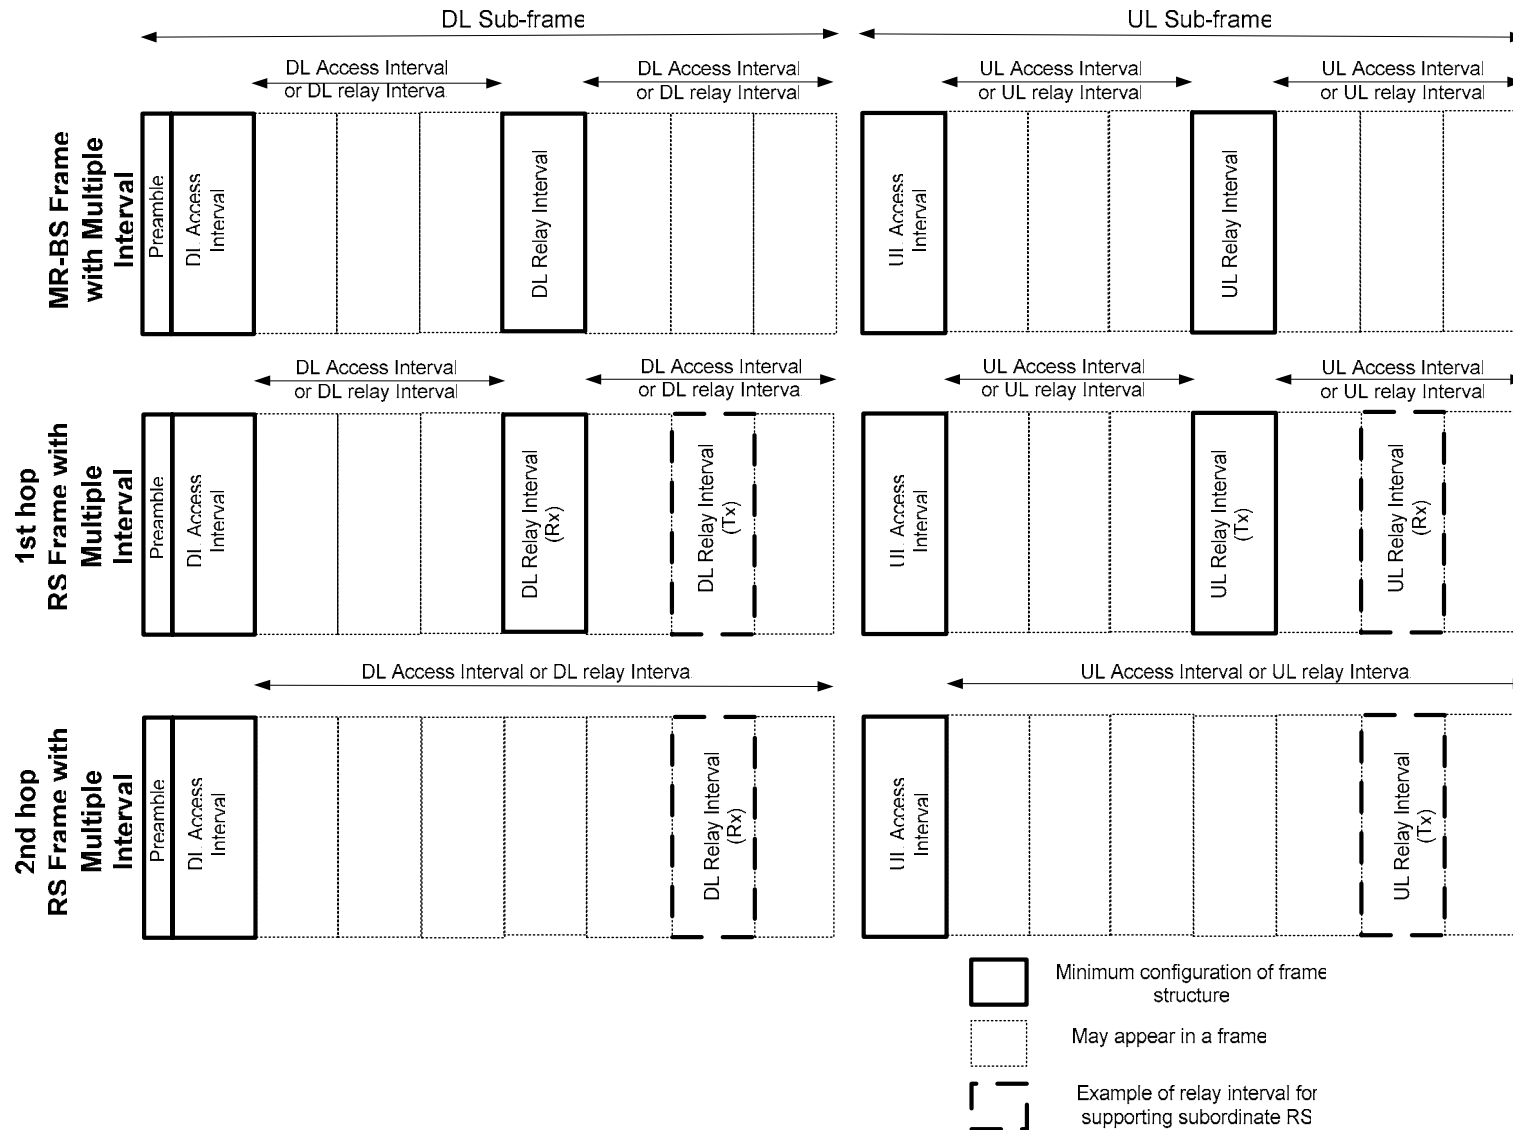 DL Sub-frame
UL Sub-frame
DL Access Interval
or DL relay Interva
DL Access Interval
or DL relay Interval
UL Access Interval
or UL relay Interval
UL Access Interval
or UL relay Interval
MR-BS Frame
with Multiple
Interval
Preamble
DL Access
Interval
DL Relay Interval
UL Access
Interval
UL Relay Interval
DL Access Interval
or DL relay Interval
DL Access Interval
or DL relay Interva
UL Access Interval
or UL relay Interval
UL Access Interval
or UL relay Interval
1st hop
RS Frame with
Multiple
Interval
Preamble
DL Access
Interval
DL Relay Interval
(Rx)
DL Relay Interval
(Tx)
UL Access
Interval
UL Relay Interval
(Tx)
UL Relay Interval
(Rx)
DL Access Interval or DL relay Interva
UL Access Interval or UL relay Interva
2nd hop
RS Frame with
Multiple
Interval
Preamble
DL Access
Interval
DL Relay Interval
(Rx)
UL Access
Interval
UL Relay Interval
(Tx)
Minimum configuration of frame
structure
May appear in a frame
Example of relay interval for
supporting subordinate RS